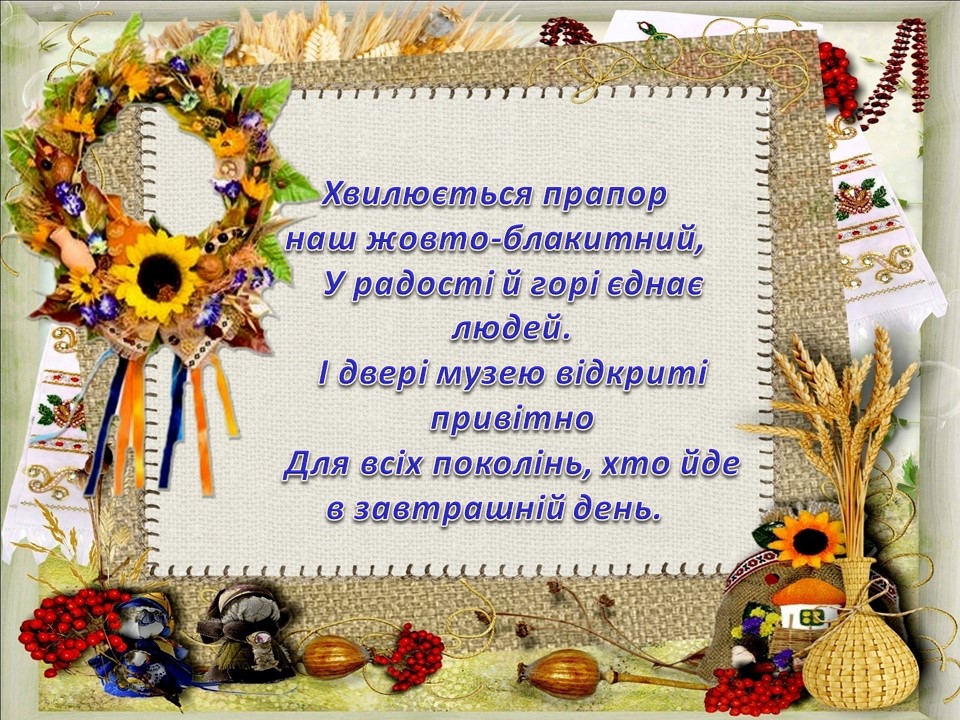 Хвилюється прапор
наш жовто-блакитний,
У радості й горі єднає
людей.
І двері музею відкриті
привітно
Для всіх поколінь, хто йде
в завтрашній день.